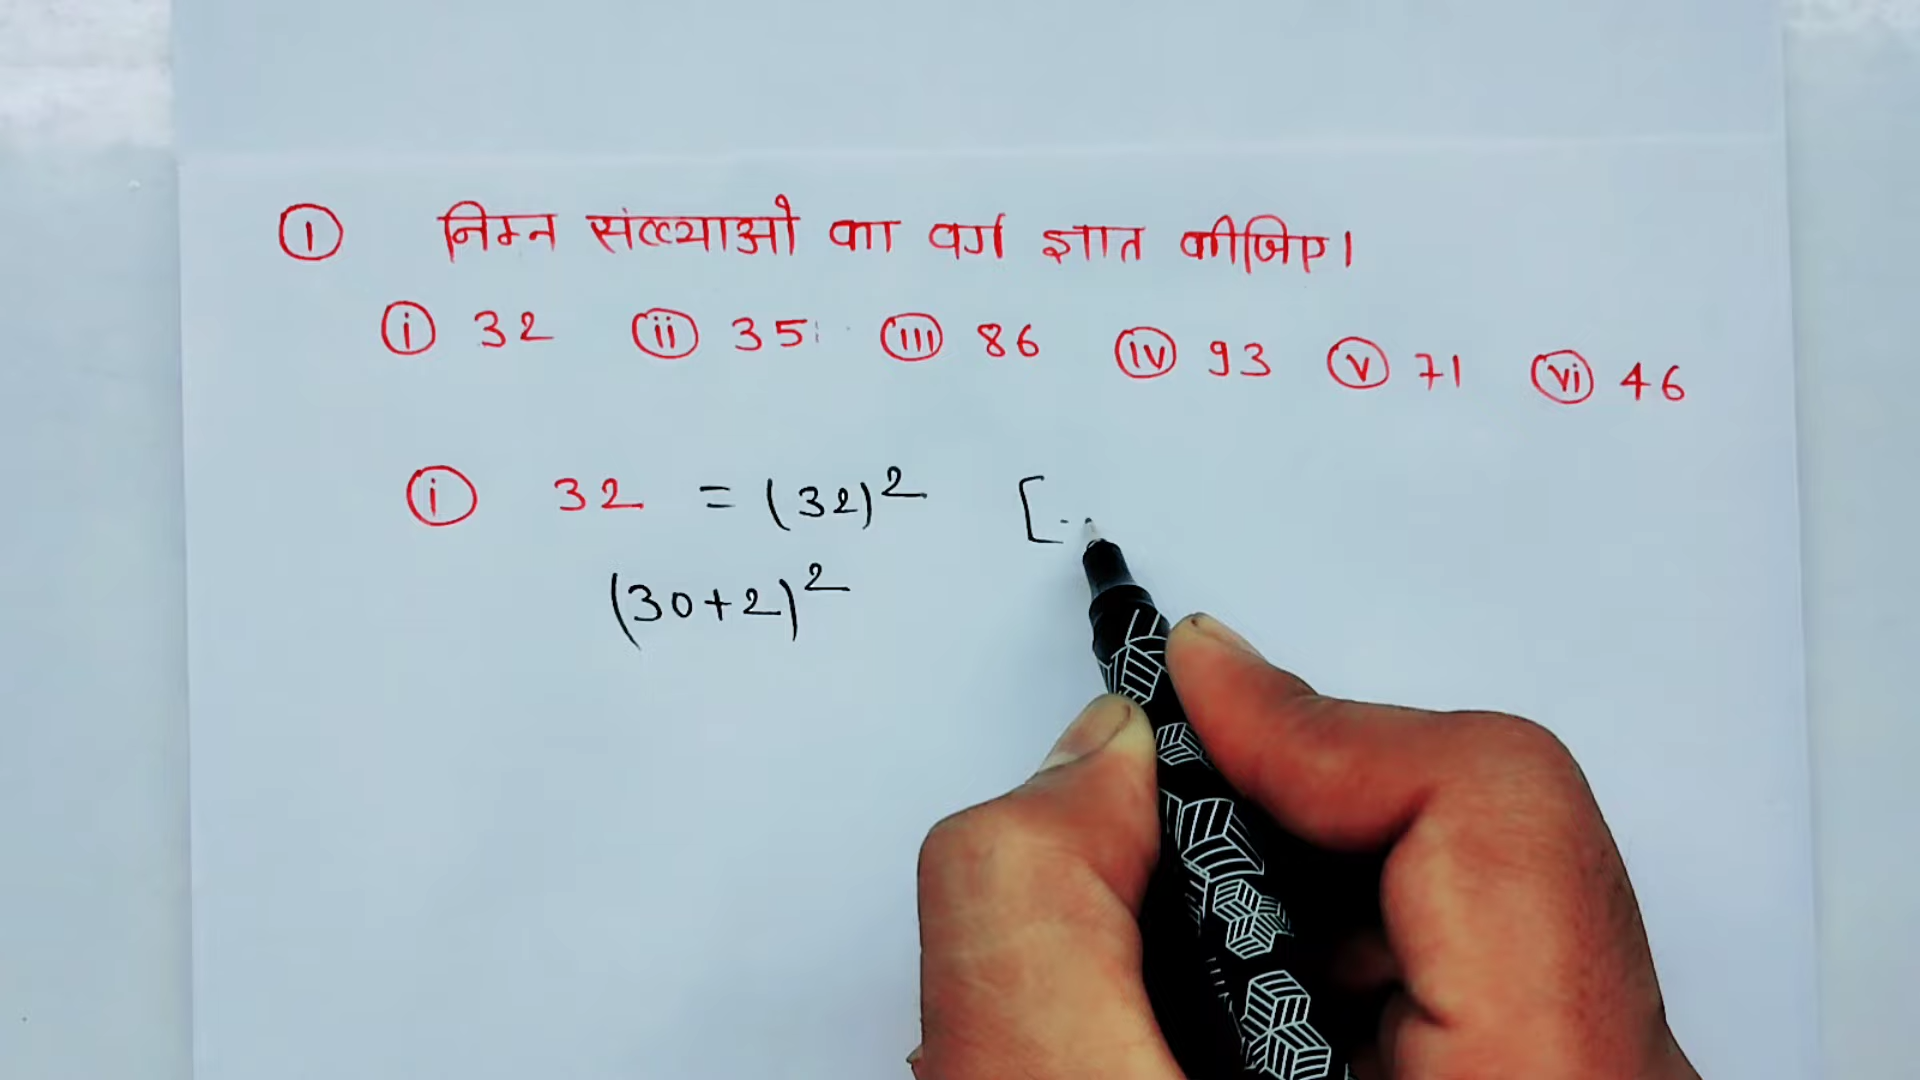 ① निम्न संख्याओ का वर्ग ज्ञात कीजिए।
(i) 32 (ii) 35 (iii) 86 (iv) 93 (v) 71 (vi) 46
(i) 32 = (32)² [∵
(30+2)²